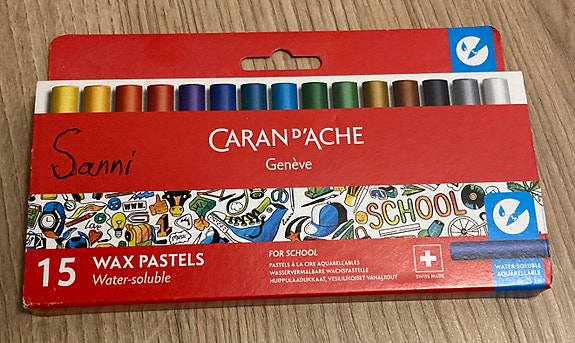 CARAN D'ACHE
Genève
Sanni
SCHOOL
15 WAX PASTELS
Water-soluble
FOR SCHOOL
PASTELS À LA CIRE AQUARELLABLES
WASSERVERMALBARE WACHSPASTELLE
HUIPPULAADUKKAAT, VESILIUKOISET VAHALIIDUT
SWISS MADE
WATER-SOLUBLE
AQUARELLABLE